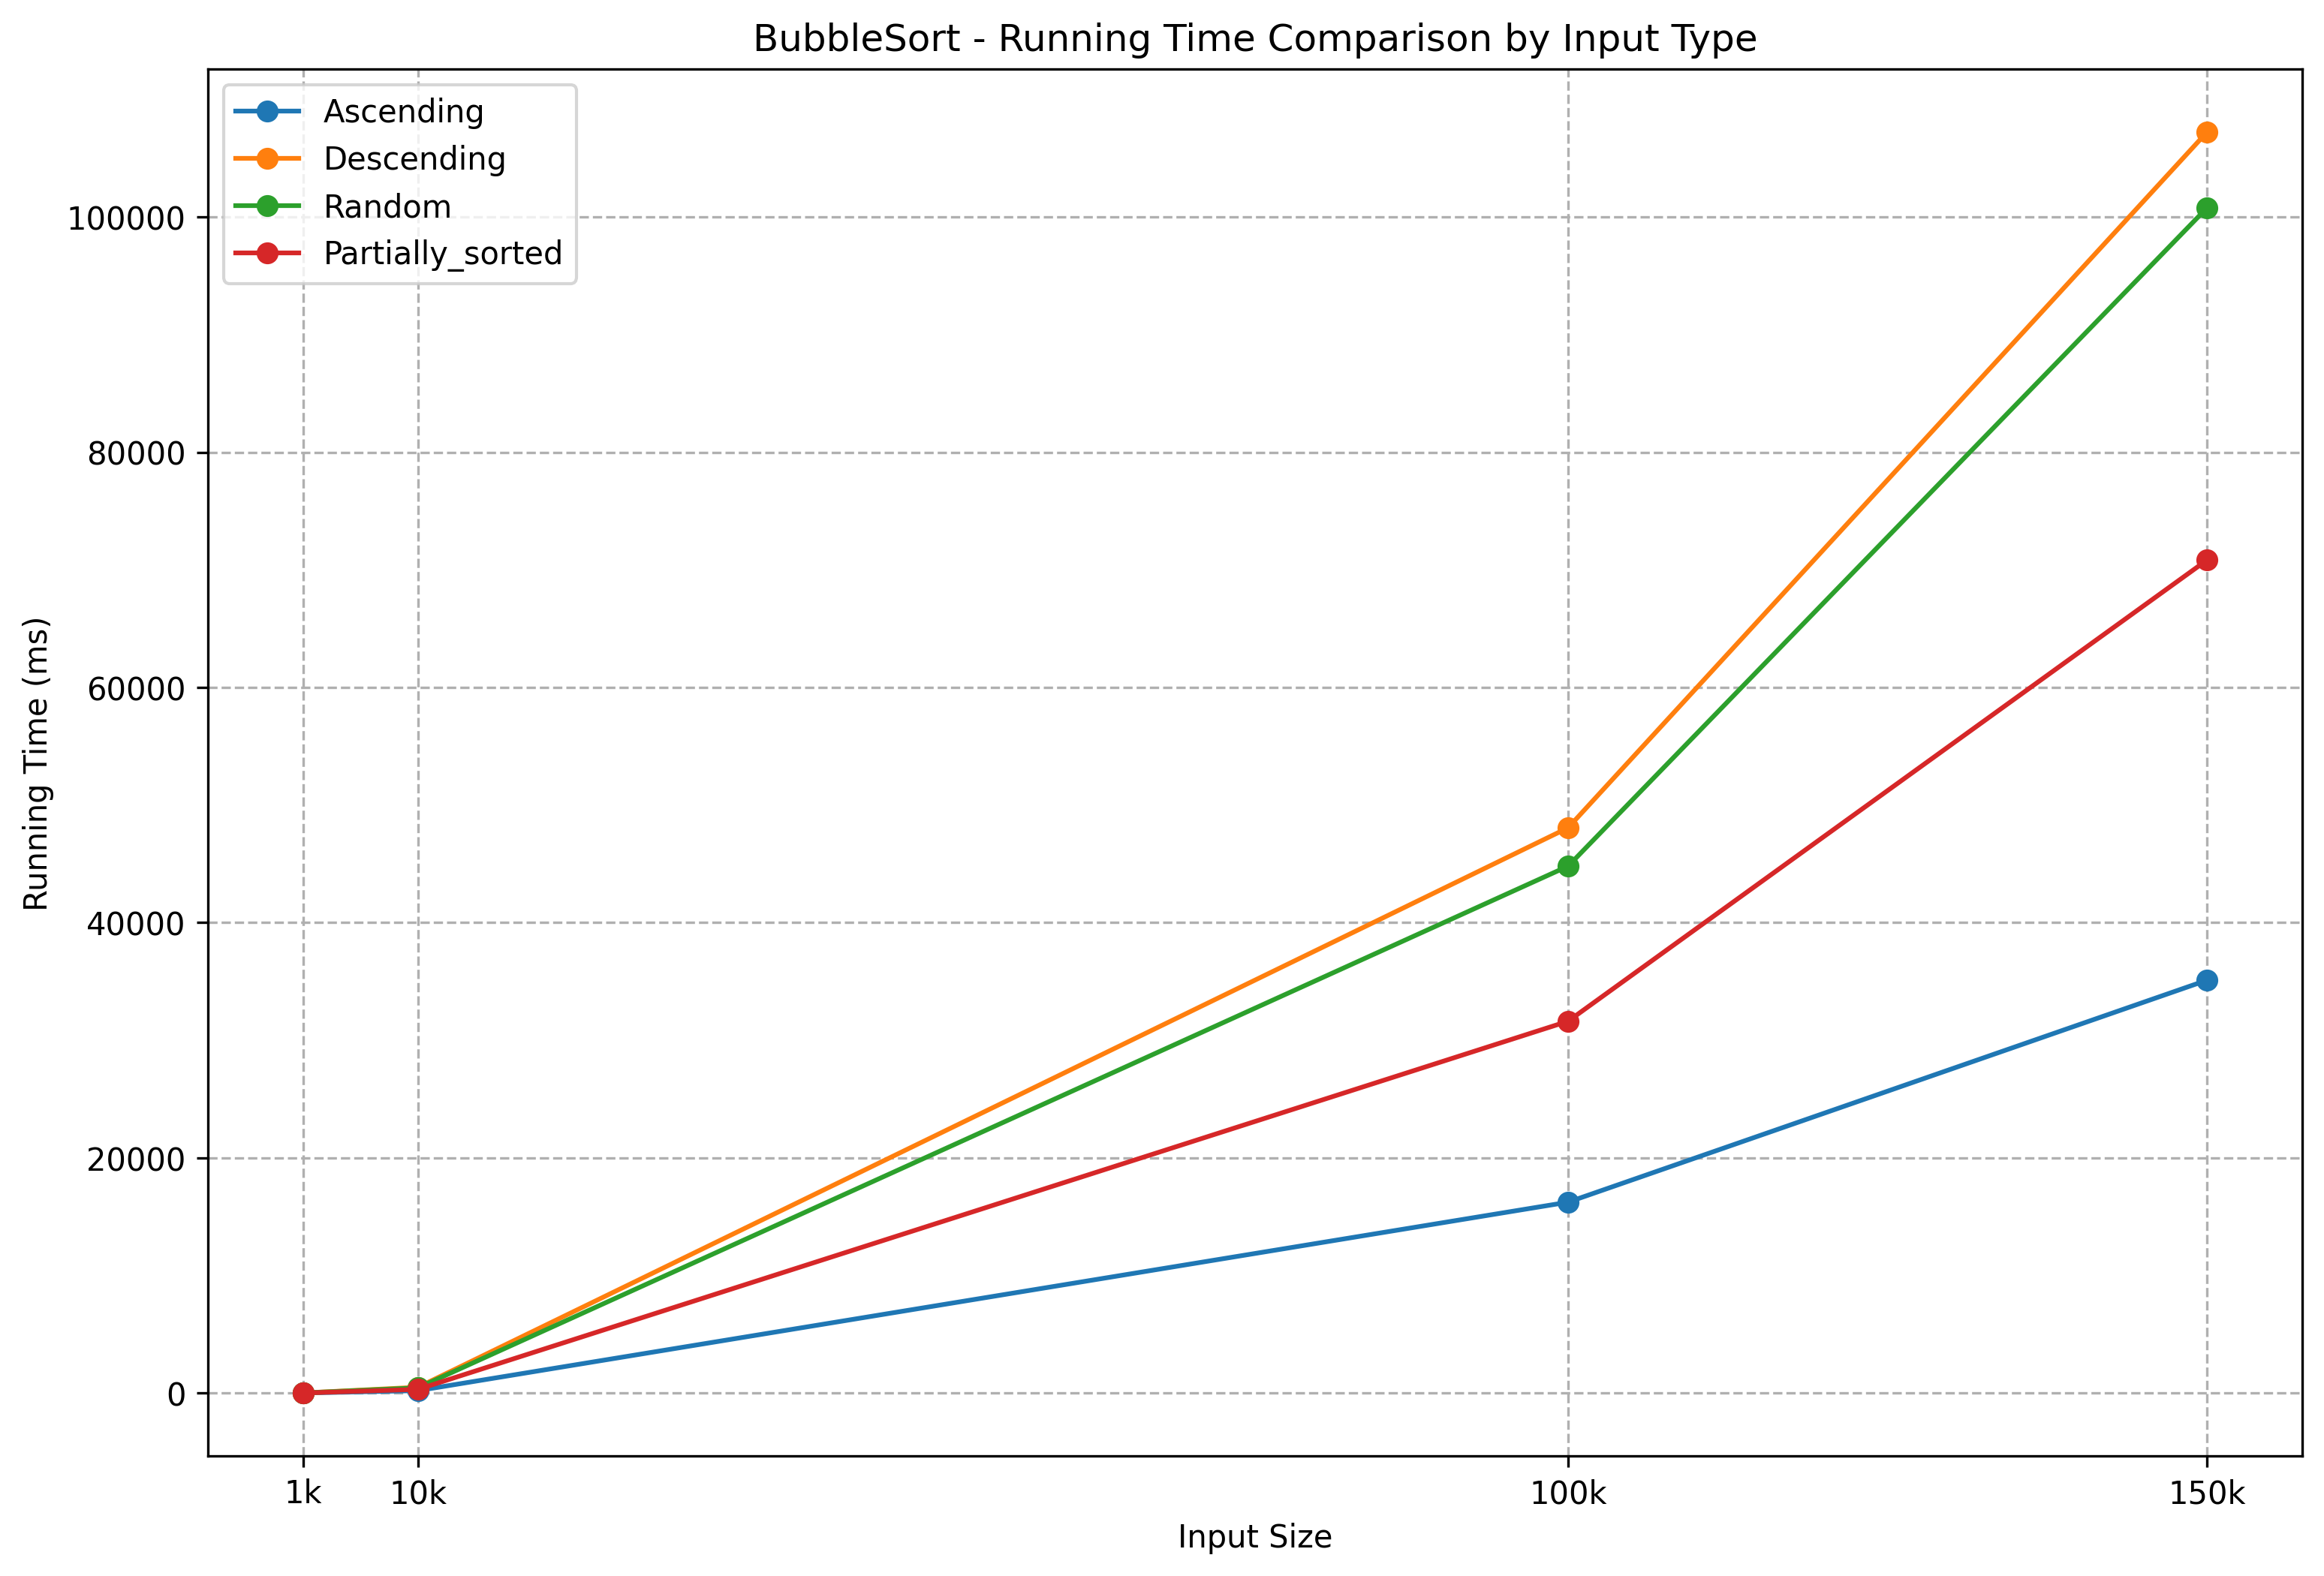 BubbleSort - Running Time Comparison by Input Type
Ascending
Descending
Random
Partially_sorted
Running Time (ms)
100000
80000
60000
40000
20000
0
1k
10k
100k
150k
Input Size